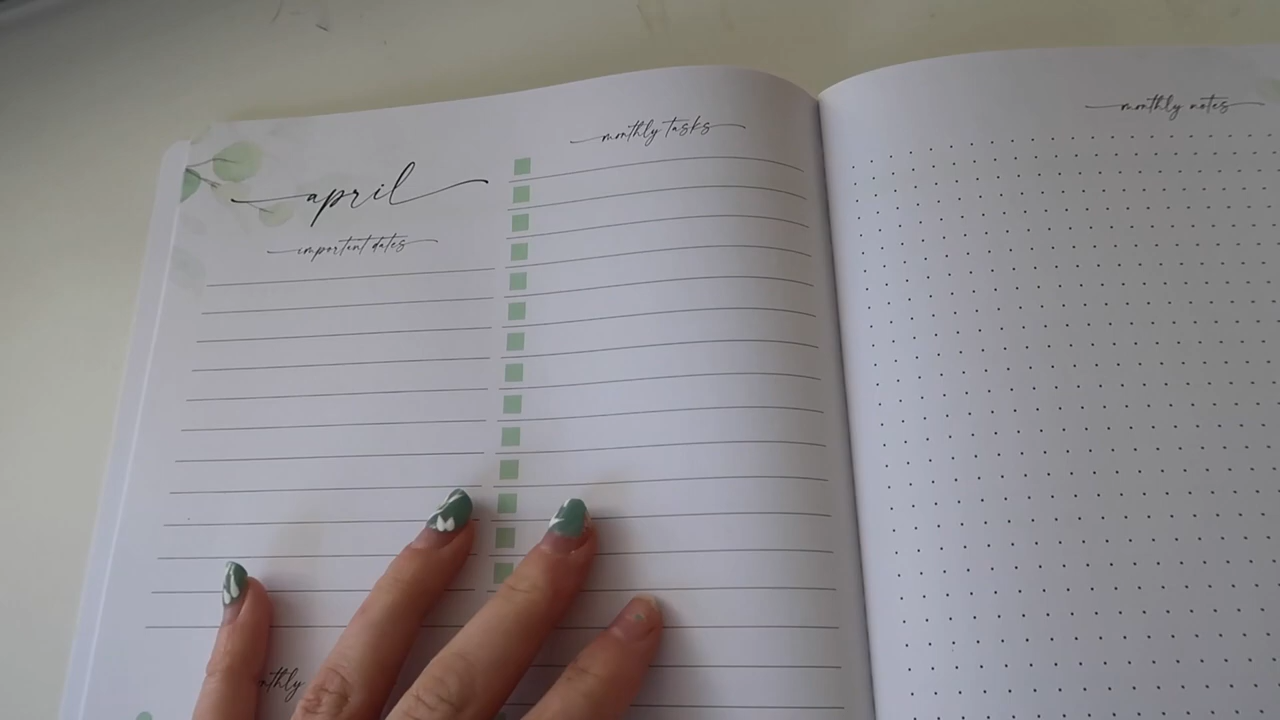 april
important dates
monthly tasks
monthly notes